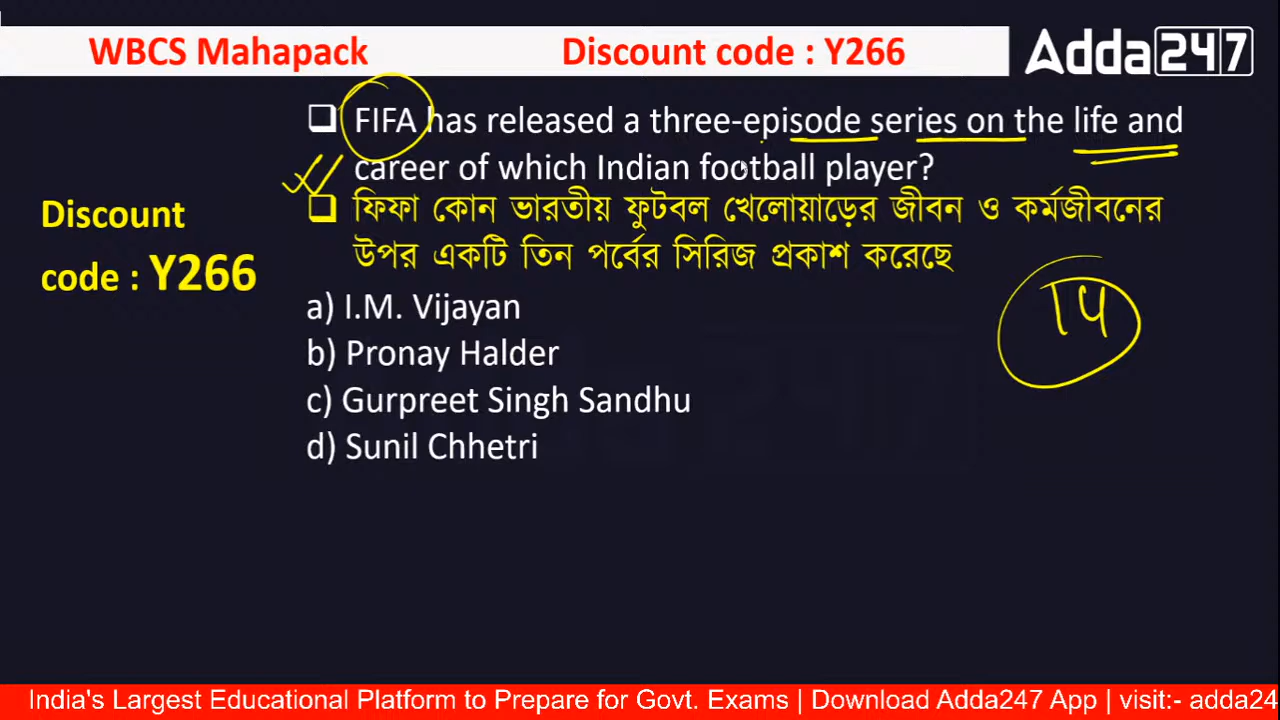 WBCS Mahapack Discount code : Y266 Adda247
FIFA has released a three-episode series on the life and
career of which Indian football player?
Discount
code : Y266
ফিফা কোন ভারতীয় ফুটবল খেলোয়াড়ের জীবন ও কর্মজীবনের
উপর একটি তিন পর্বের সিরিজ প্রকাশ করেছে
a) I.M. Vijayan
b) Pronay Halder
c) Gurpreet Singh Sandhu
d) Sunil Chhetri
India's Largest Educational Platform to Prepare for Govt. Exams | Download Adda247 App | visit:- adda24